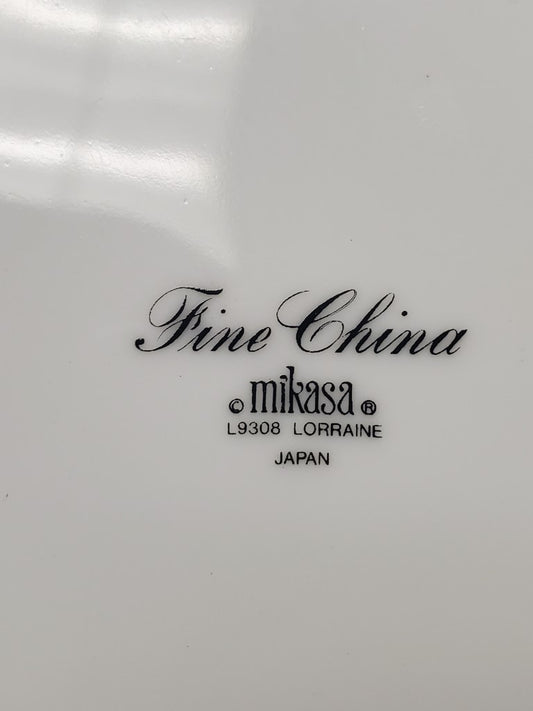 Fine China
© mikasa ®
L9308 LORRAINE
JAPAN